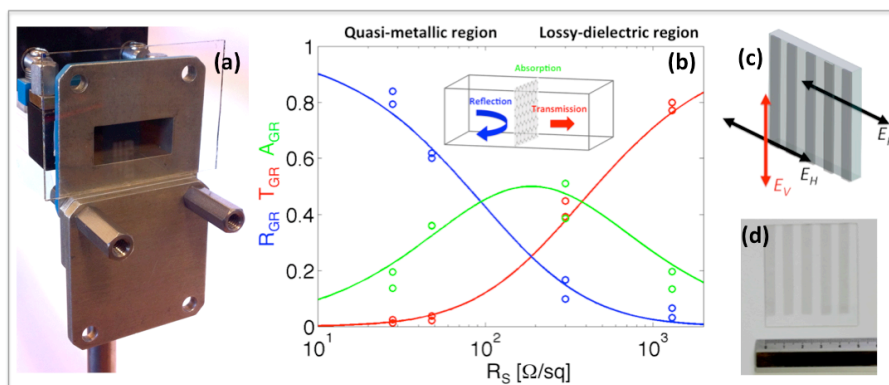 (a)
Quasi-metallic region Lossy-dielectric region
(b)
R_GR T_GR A_GR
1
0.8
0.6
0.4
0.2
0
Absorption
Reflection
Transmission
10^1 10^2 10^3
R_S [Ω/sq]
(c)
E_V
E_H
(d)